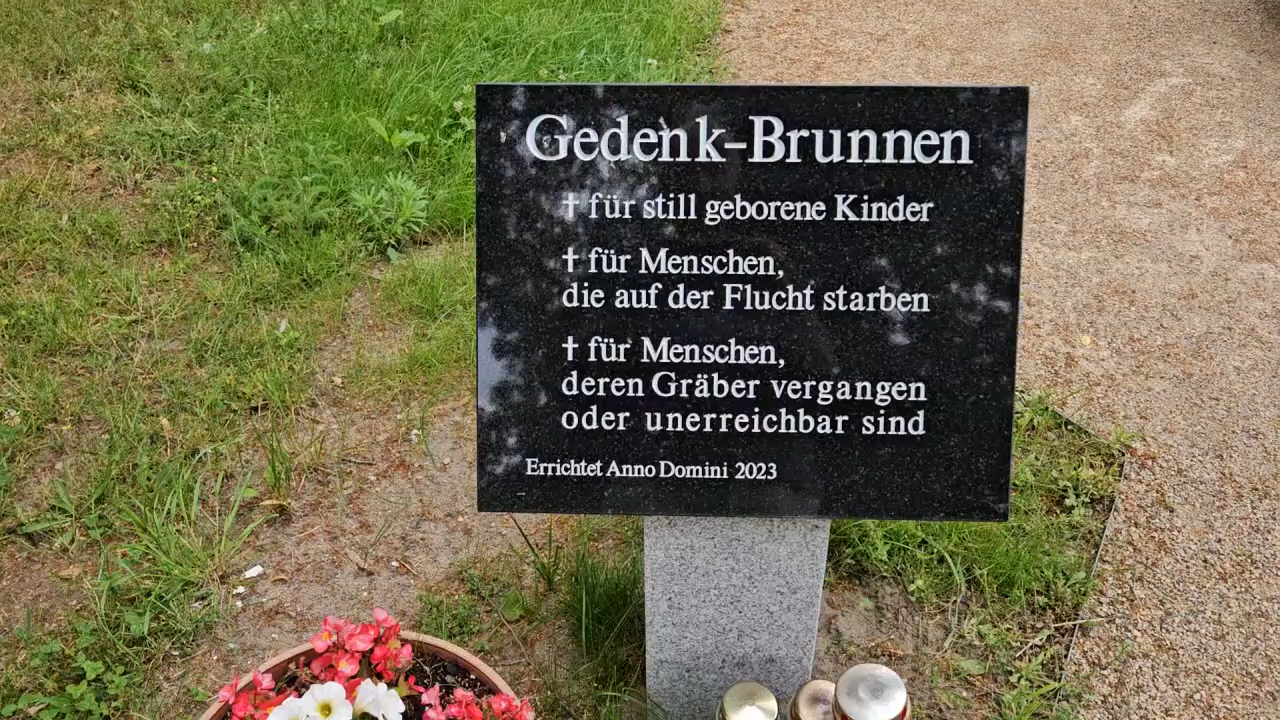 Gedenk-Brunnen
† für still geborene Kinder
† für Menschen,
die auf der Flucht starben
† für Menschen,
deren Gräber vergangen
oder unerreichbar sind
Errichtet Anno Domini 2023